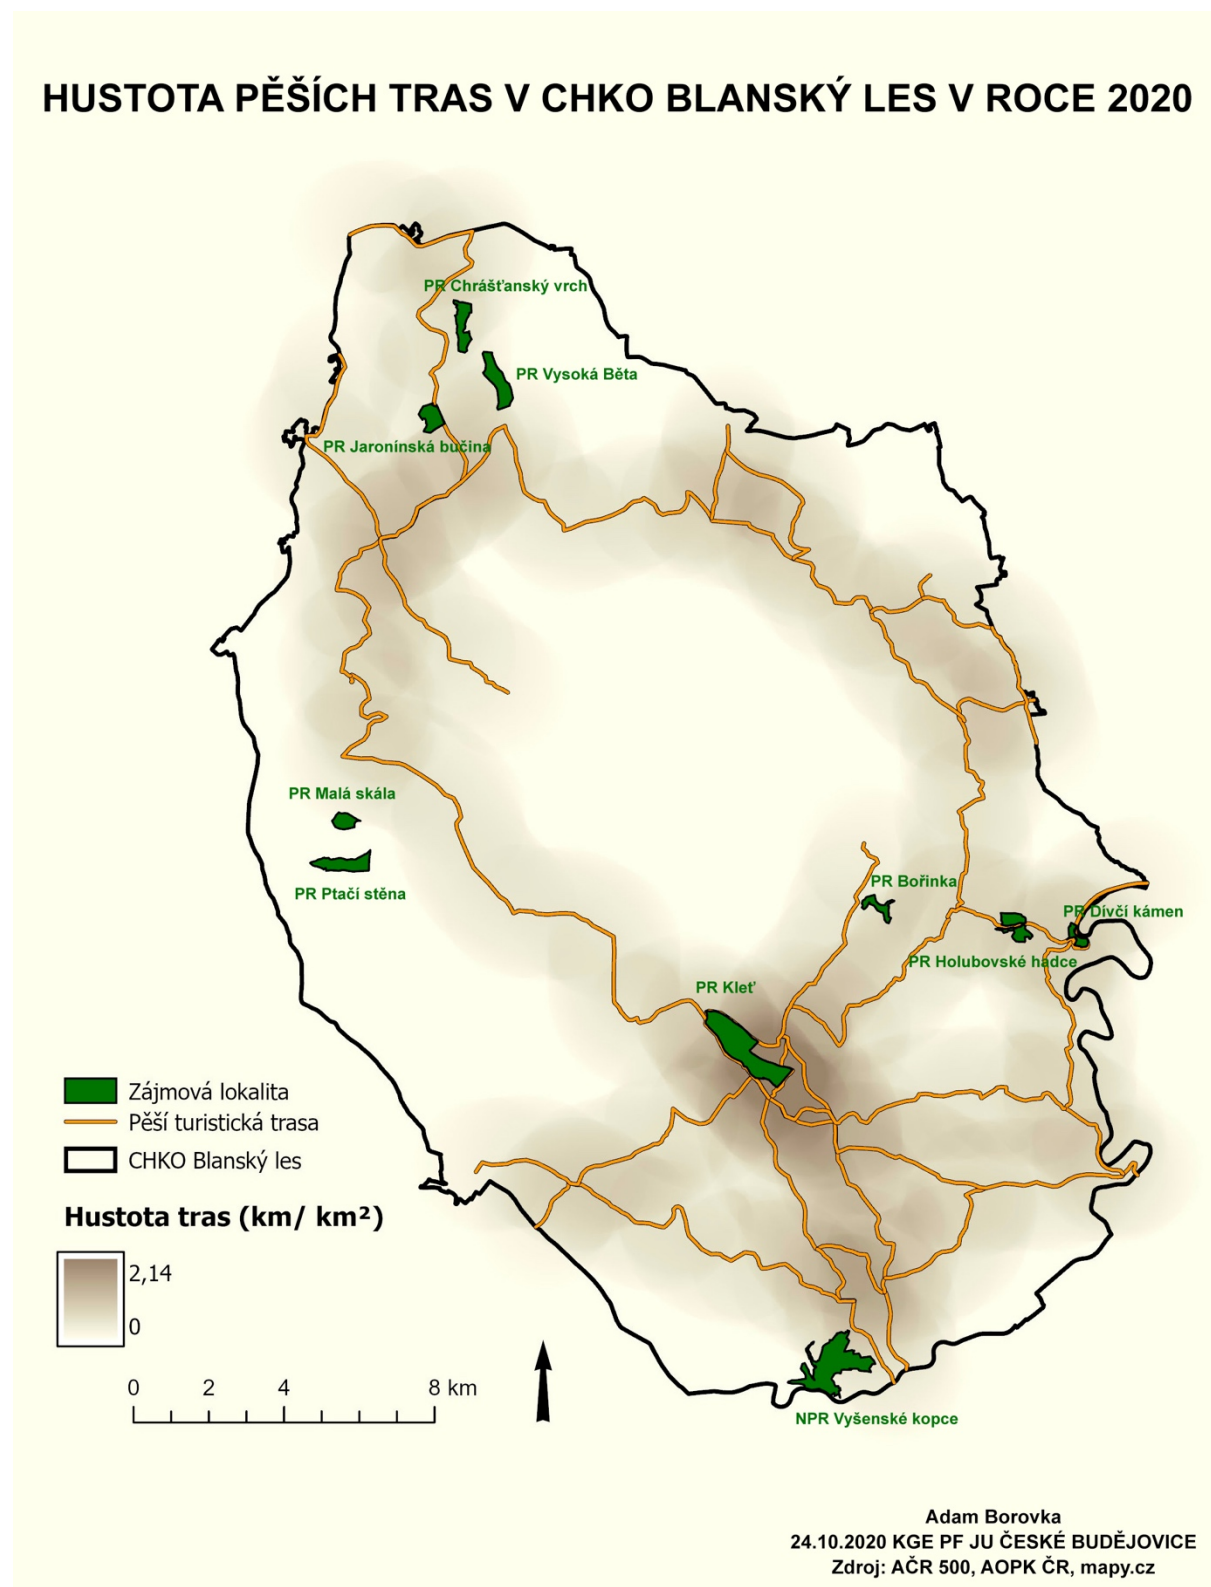 HUSTOTA PĚŠÍCH TRAS V CHKO BLANSKÝ LES V ROCE 2020
PR Chrášťanský vrch
PR Vysoká Běta
PR Jaronínská bučina
PR Malá skála
PR Ptačí stěna
PR Bořinka
PR Dívčí kámen
PR Holubovské hadce
PR Kleť
Zájmová lokalita
Pěší turistická trasa
CHKO Blanský les
Hustota tras (km/ km²)
2,14
0
0 2 4 8 km
NPR Vyšenské kopce
Adam Borovka
24.10.2020 KGE PF JU ČESKÉ BUDĚJOVICE
Zdroj: AČR 500, AOPK ČR, mapy.cz